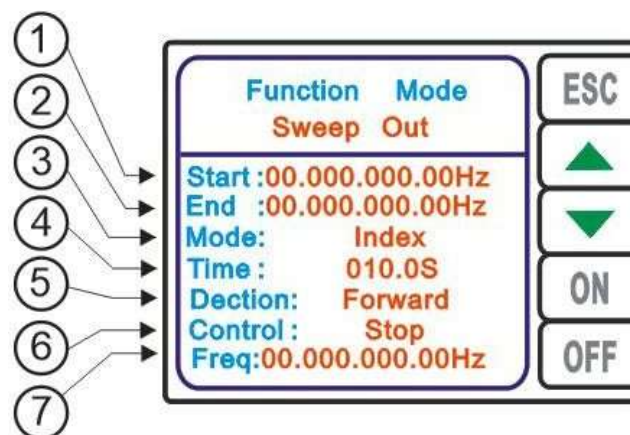 1
2
3
4
5
6
7
Function Mode
Sweep Out
Start :00.000.000.00Hz
End :00.000.000.00Hz
Mode: Index
Time : 010.0S
Dection: Forward
Control : Stop
Freq:00.000.000.00Hz
ESC
ON
OFF